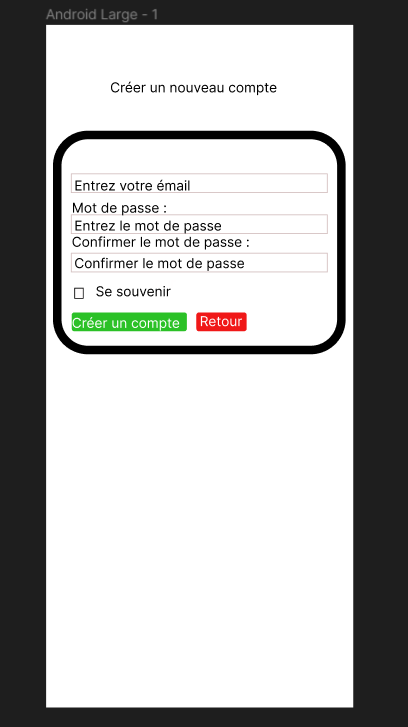 Android Large - 1
Créer un nouveau compte
Entrez votre émail
Mot de passe :
Entrez le mot de passe
Confirmer le mot de passe :
Confirmer le mot de passe
Se souvenir
Créer un compte Retour